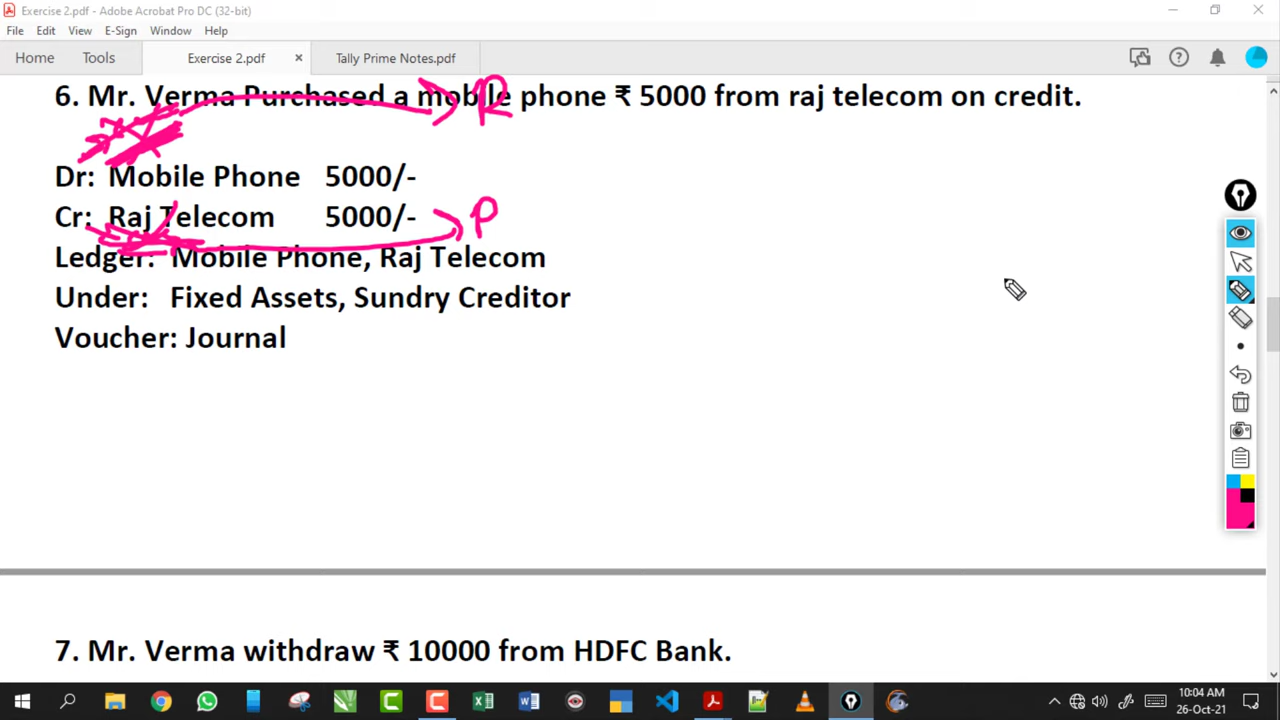 Exercise 2.pdf - Adobe Acrobat Pro DC (32-bit)
File Edit View E-Sign Window Help
Home Tools Exercise 2.pdf × Tally Prime Notes.pdf
6. Mr. Verma Purchased a mobile phone ₹ 5000 from raj telecom on credit.
R
Dr: Mobile Phone 5000/-
Cr: Raj Telecom 5000/- P
Ledger: Mobile Phone, Raj Telecom
Under: Fixed Assets, Sundry Creditor
Voucher: Journal
7. Mr. Verma withdraw ₹ 10000 from HDFC Bank.
10:04 AM
26-Oct-21